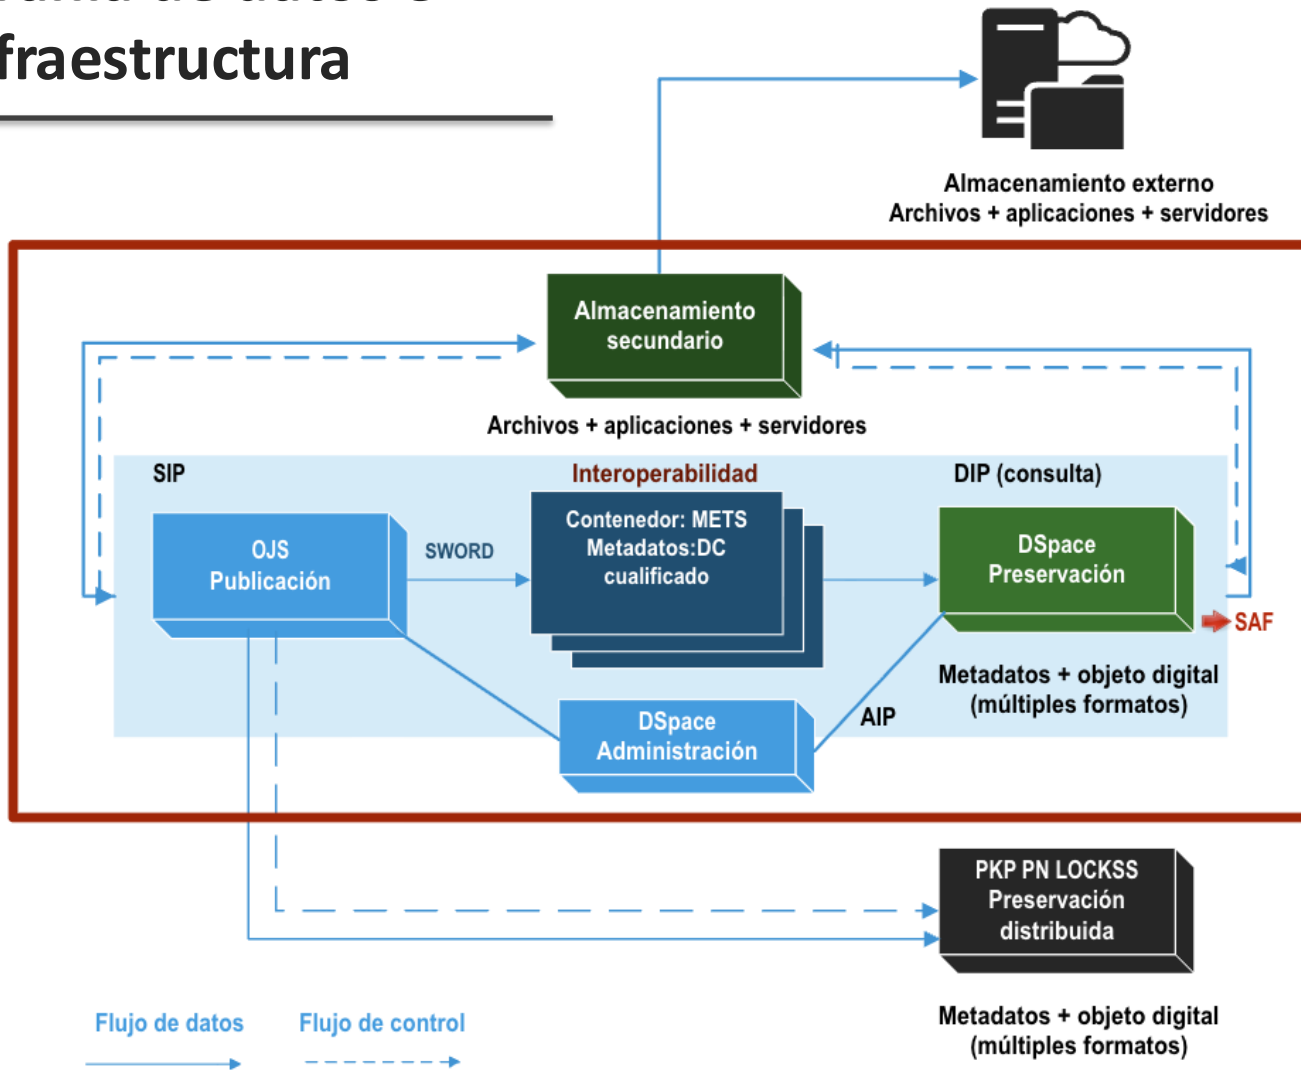 fraestructura
Almacenamiento externo
Archivos + aplicaciones + servidores
Almacenamiento
secundario
Archivos + aplicaciones + servidores
SIP
Interoperabilidad
DIP (consulta)
OJS
Publicación
SWORD
Contenedor: METS
Metadatos:DC
cualificado
DSpace
Preservación
SAF
Metadatos + objeto digital
(múltiples formatos)
DSpace
Administración
AIP
PKP PN LOCKSS
Preservación
distribuida
Metadatos + objeto digital
(múltiples formatos)
Flujo de datos
Flujo de control